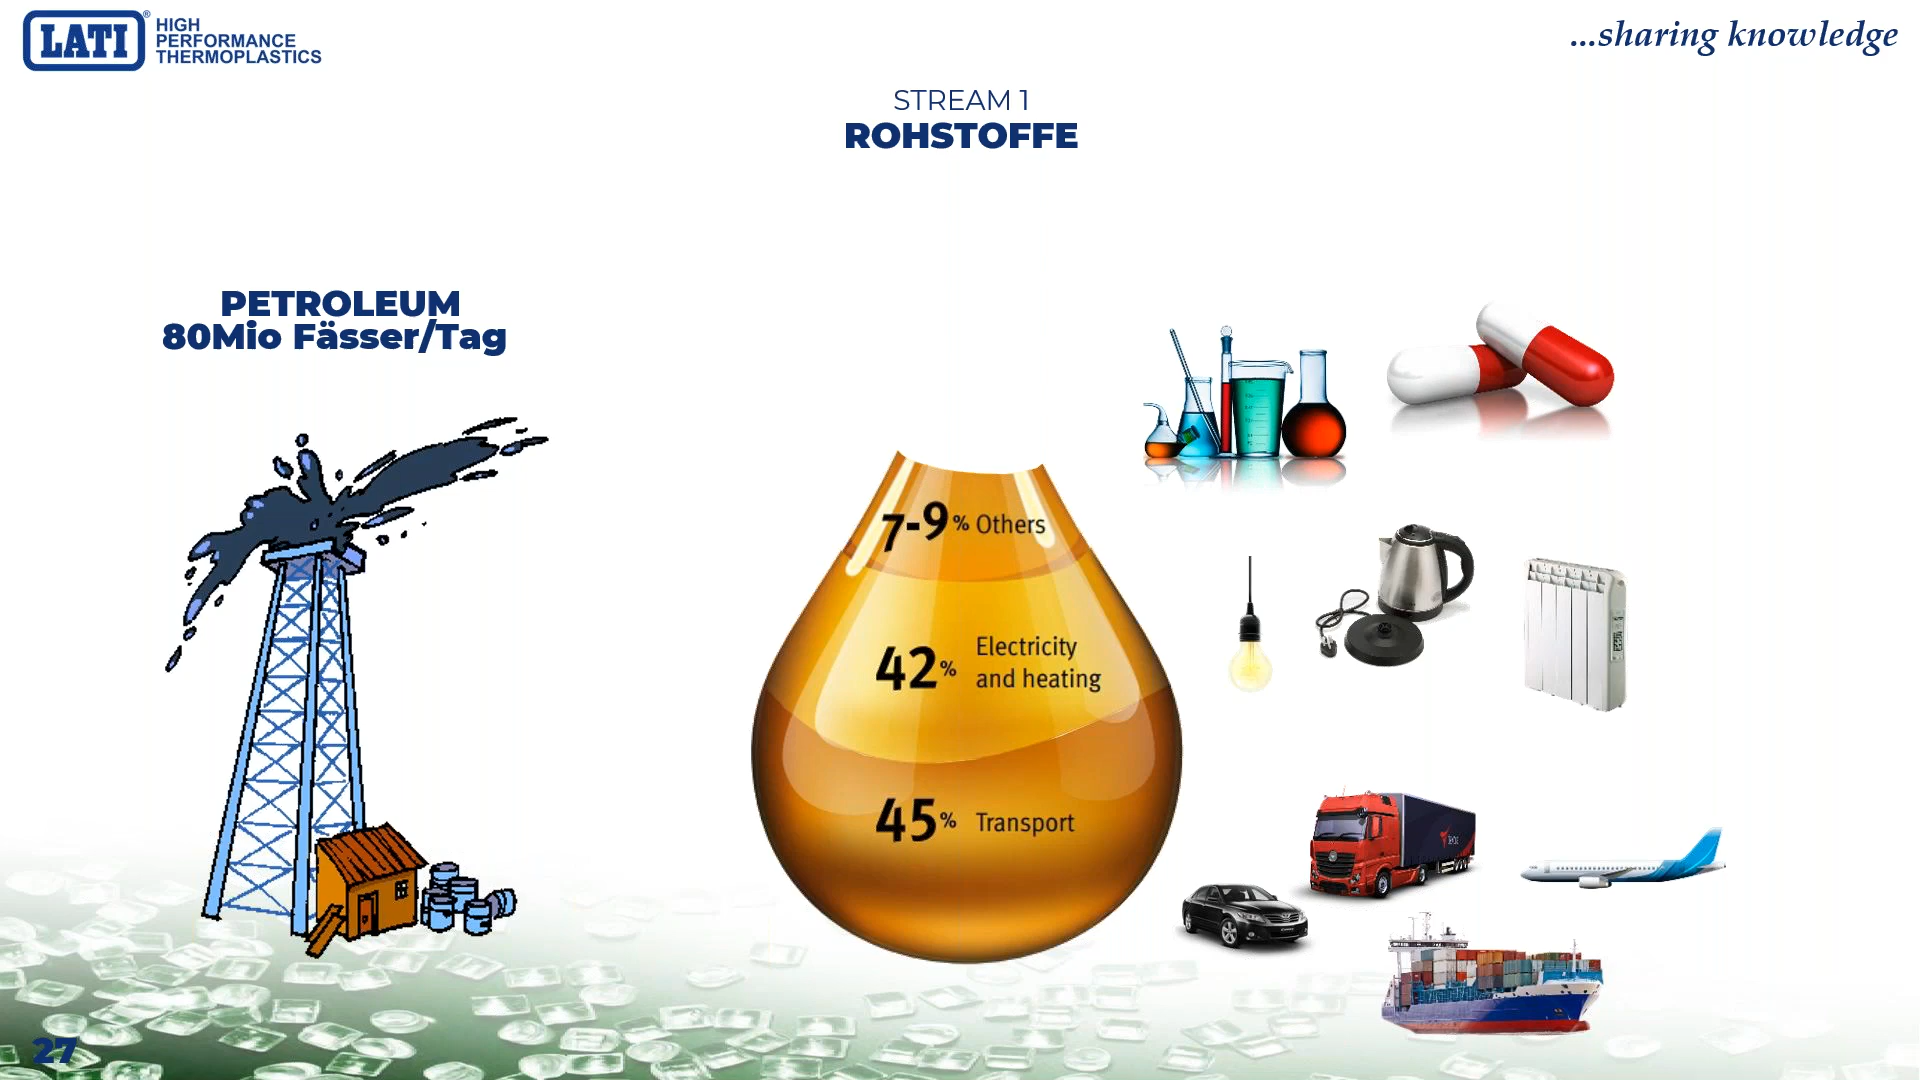 LATI®
HIGH
PERFORMANCE
THERMOPLASTICS
...sharing knowledge
STREAM 1
ROHSTOFFE
PETROLEUM
80Mio Fässer/Tag
7-9% Others
42% Electricity
and heating
45% Transport
27